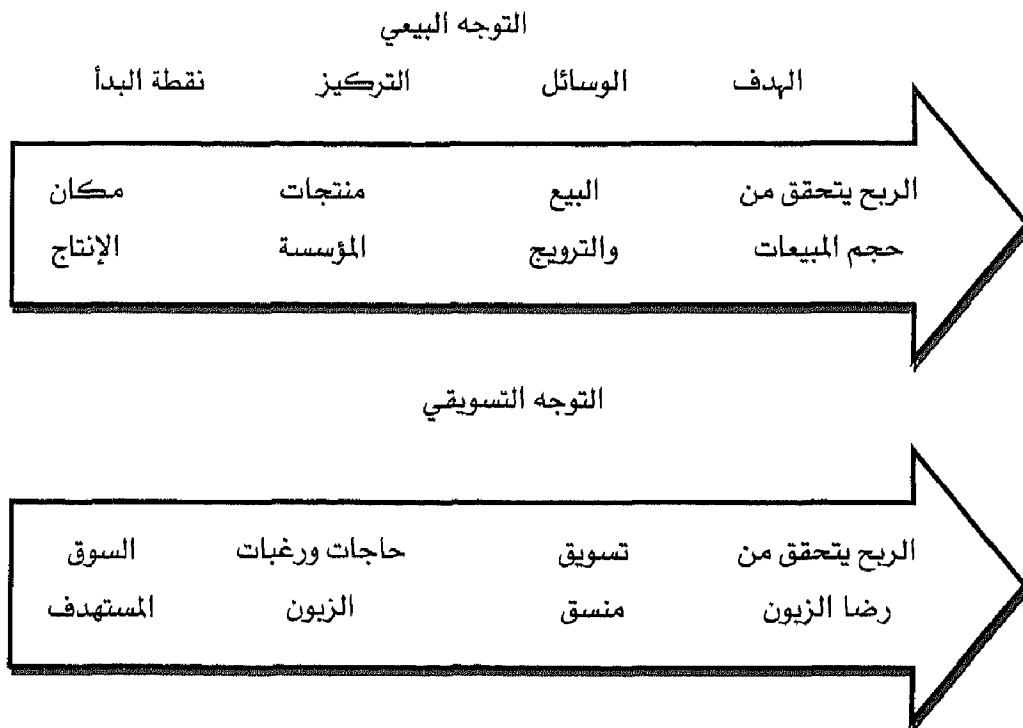 التوجه البيعي
الهدف الوسائل التركيز نقطة البدأ
الربح يتحقق من البيع منتجات مكان
حجم المبيعات والترويج المؤسسة الإنتاج
التوجه التسويقي
الربح يتحقق من تسويق حاجات ورغبات السوق
رضا الزبون منسق الزبون المستهدف